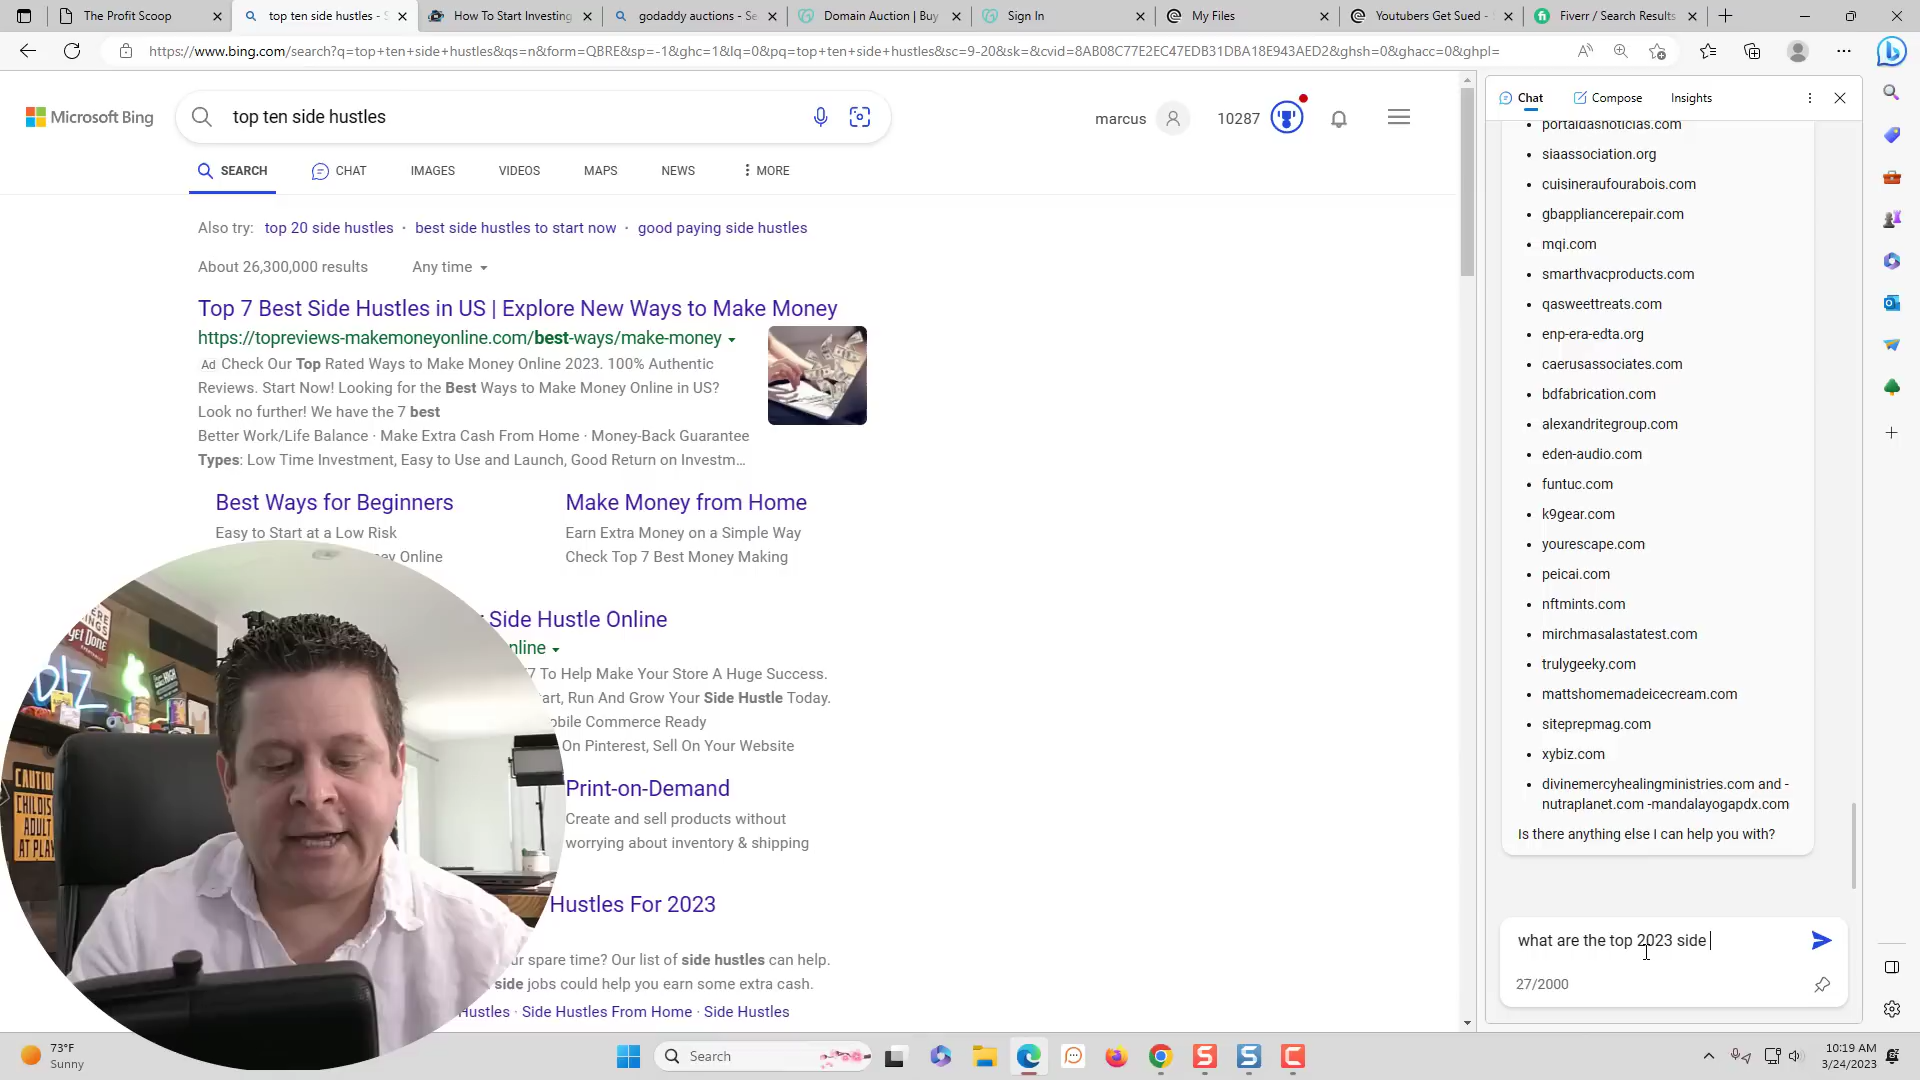 The Profit Scoop
top ten side hustles - S
How To Start Investing
godaddy auctions - Se
Domain Auction | Buy
Sign In
My Files
Youtubers Get Sued -
Fiverr / Search Results
https://www.bing.com/search?q=top+ten+side+hustles&qs=n&form=QBRE&sp=-1&ghc=1&lq=0&pq=top+ten+side+hustles&sc=9-20&sk=&cvid=8AB08C77E2EC47EDB31DBA18E943AED2&ghsh=0&ghacc=0&ghpl=
Microsoft Bing
top ten side hustles
marcus
10287
SEARCH
CHAT
IMAGES
VIDEOS
MAPS
NEWS
MORE
Also try: top 20 side hustles · best side hustles to start now · good paying side hustles
About 26,300,000 results
Any time
Top 7 Best Side Hustles in US | Explore New Ways to Make Money
https://topreviews-makemoneyonline.com/best-ways/make-money
Ad Check Our Top Rated Ways to Make Money Online 2023. 100% Authentic
Reviews. Start Now! Looking for the Best Ways to Make Money Online in US?
Look no further! We have the 7 best
Better Work/Life Balance · Make Extra Cash From Home · Money-Back Guarantee
Types: Low Time Investment, Easy to Use and Launch, Good Return on Investm...
Best Ways for Beginners
Easy to Start at a Low Risk
ey Online
Make Money from Home
Earn Extra Money on a Simple Way
Check Top 7 Best Money Making
Side Hustle Online
nline
7 To Help Make Your Store A Huge Success.
art, Run And Grow Your Side Hustle Today.
obile Commerce Ready
On Pinterest, Sell On Your Website
Print-on-Demand
Create and sell products without
worrying about inventory & shipping
Hustles For 2023
ur spare time? Our list of side hustles can help.
side jobs could help you earn some extra cash.
Hustles · Side Hustles From Home · Side Hustles
get Done
CAUTION
CHILDIS
ADULT
AT PLAY
Chat
Compose
Insights
portaldasnoticias.com
siaassociation.org
cuisineraufourabois.com
gbappliancerepair.com
mqi.com
smarthvacproducts.com
qasweettreats.com
enp-era-edta.org
caerusassociates.com
bdfabrication.com
alexandritegroup.com
eden-audio.com
funtuc.com
k9gear.com
yourescape.com
peicai.com
nftmints.com
mirchmasalastatest.com
trulygeeky.com
mattshomemadeicecream.com
siteprepmag.com
xybiz.com
divinemercyhealingministries.com and -
nutraplanet.com -mandalayogapdx.com
Is there anything else I can help you with?
what are the top 2023 side
27/2000
73°F
Sunny
Search
10:19 AM
3/24/2023